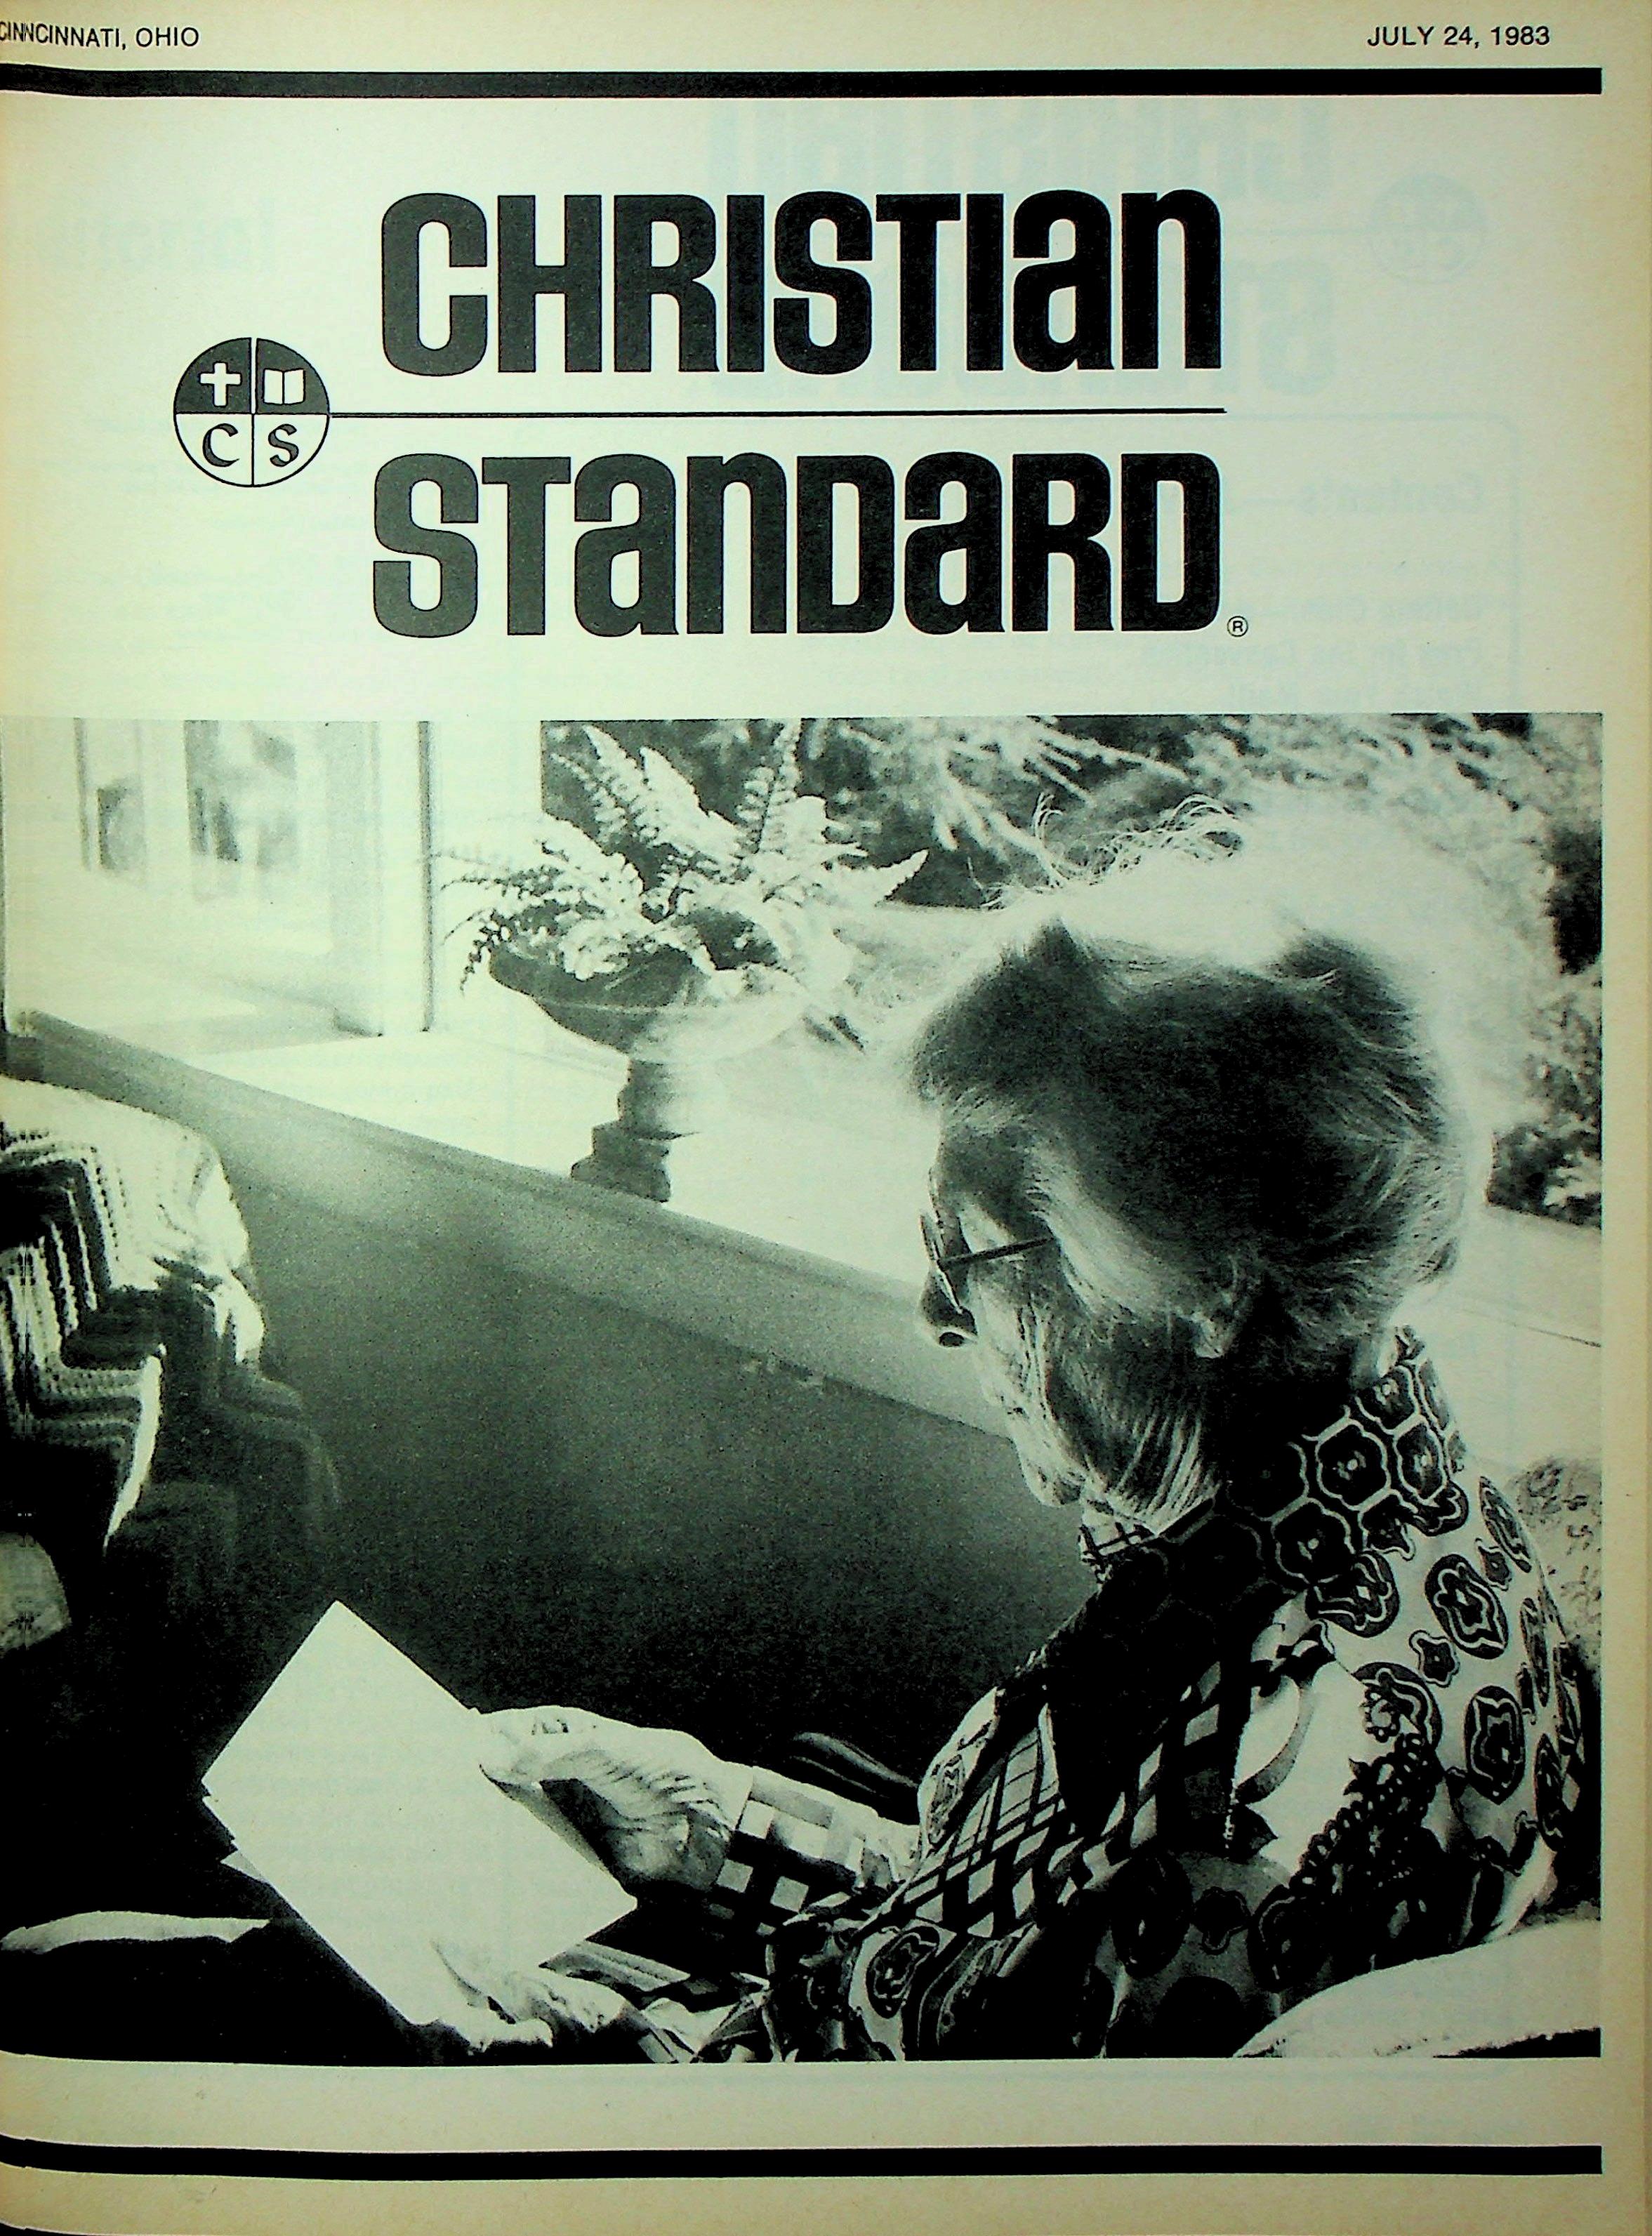 CINNCINNATI, OHIO
JULY 24, 1983
CHRISTIan
C S
STanDaRD®